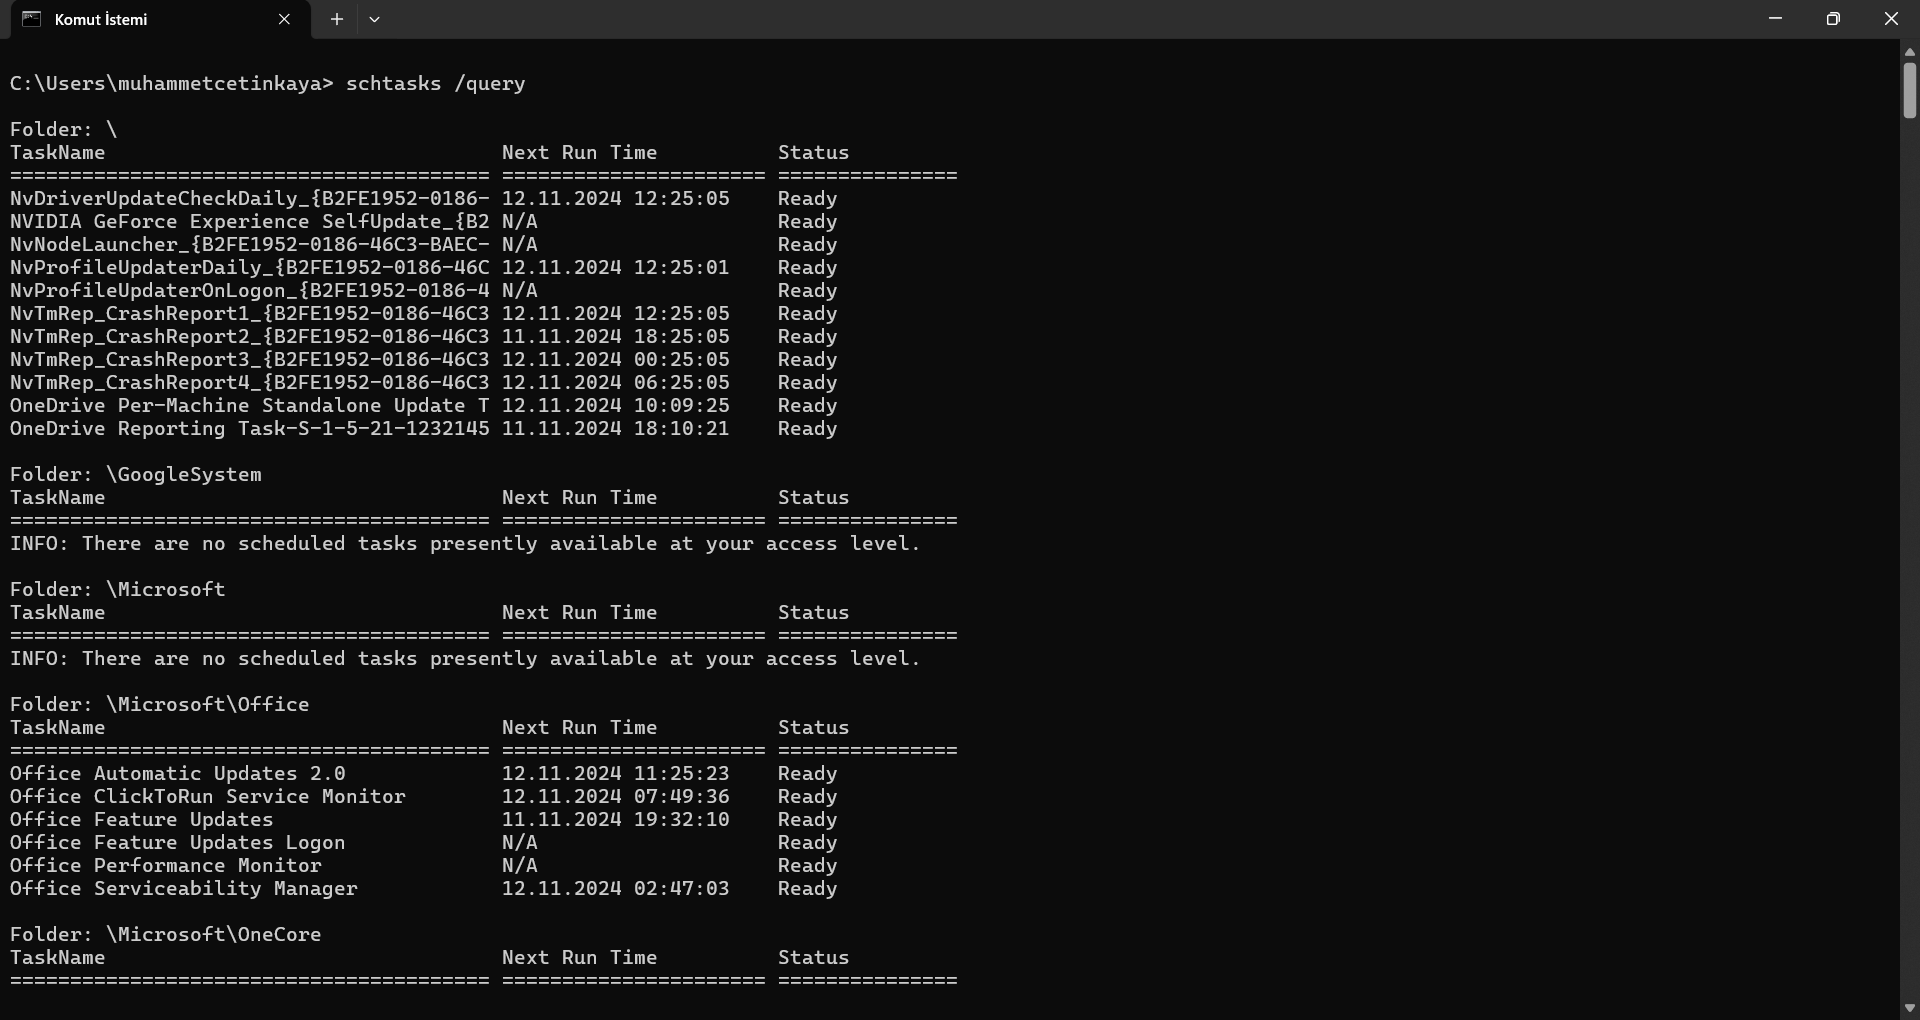 Komut İstemi
C:\Users\muhammetcetinkaya> schtasks /query
Folder: \
TaskName                                 Next Run Time          Status
======================================== ====================== ===============
NvDriverUpdateCheckDaily_{B2FE1952-0186- 12.11.2024 12:25:05    Ready
NVIDIA GeForce Experience SelfUpdate_{B2 N/A                    Ready
NvNodeLauncher_{B2FE1952-0186-46C3-BAEC- N/A                    Ready
NvProfileUpdaterDaily_{B2FE1952-0186-46C 12.11.2024 12:25:01    Ready
NvProfileUpdaterOnLogon_{B2FE1952-0186-4 N/A                    Ready
NvTmRep_CrashReport1_{B2FE1952-0186-46C3 12.11.2024 12:25:05    Ready
NvTmRep_CrashReport2_{B2FE1952-0186-46C3 11.11.2024 18:25:05    Ready
NvTmRep_CrashReport3_{B2FE1952-0186-46C3 12.11.2024 00:25:05    Ready
NvTmRep_CrashReport4_{B2FE1952-0186-46C3 12.11.2024 06:25:05    Ready
OneDrive Per-Machine Standalone Update T 12.11.2024 10:09:25    Ready
OneDrive Reporting Task-S-1-5-21-1232145 11.11.2024 18:10:21    Ready
Folder: \GoogleSystem
TaskName                                 Next Run Time          Status
======================================== ====================== ===============
INFO: There are no scheduled tasks presently available at your access level.
Folder: \Microsoft
TaskName                                 Next Run Time          Status
======================================== ====================== ===============
INFO: There are no scheduled tasks presently available at your access level.
Folder: \Microsoft\Office
TaskName                                 Next Run Time          Status
======================================== ====================== ===============
Office Automatic Updates 2.0             12.11.2024 11:25:23    Ready
Office ClickToRun Service Monitor        12.11.2024 07:49:36    Ready
Office Feature Updates                   11.11.2024 19:32:10    Ready
Office Feature Updates Logon             N/A                    Ready
Office Performance Monitor               N/A                    Ready
Office Serviceability Manager            12.11.2024 02:47:03    Ready
Folder: \Microsoft\OneCore
TaskName                                 Next Run Time          Status
======================================== ====================== ===============